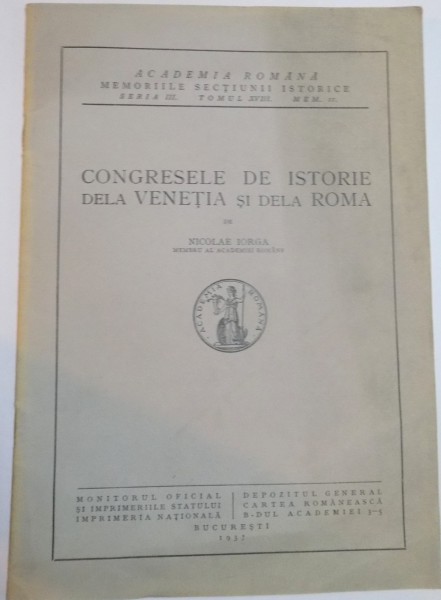 ACADEMIA ROMÂNĂ
MEMORIILE SECȚIUNII ISTORICE
SERIA III. TOMUL XVIII. MEM.
CONGRESELE DE ISTORIE
DELA VENEȚIA ȘI DELA ROMA
DE
NICOLAE IORGA
MEMBRU AL ACADEMIEI ROMÂNE
ACADEMIA ROMANA
MONITORUL OFICIAL
ȘI IMPRIMERIILE STATULUI
IMPRIMERIA NAȚIONALĂ
DEPOZITUL GENERAL
CARTEA ROMÂNEASCĂ
B-DUL ACADEMIEI 3-5
BUCUREȘTI
1937